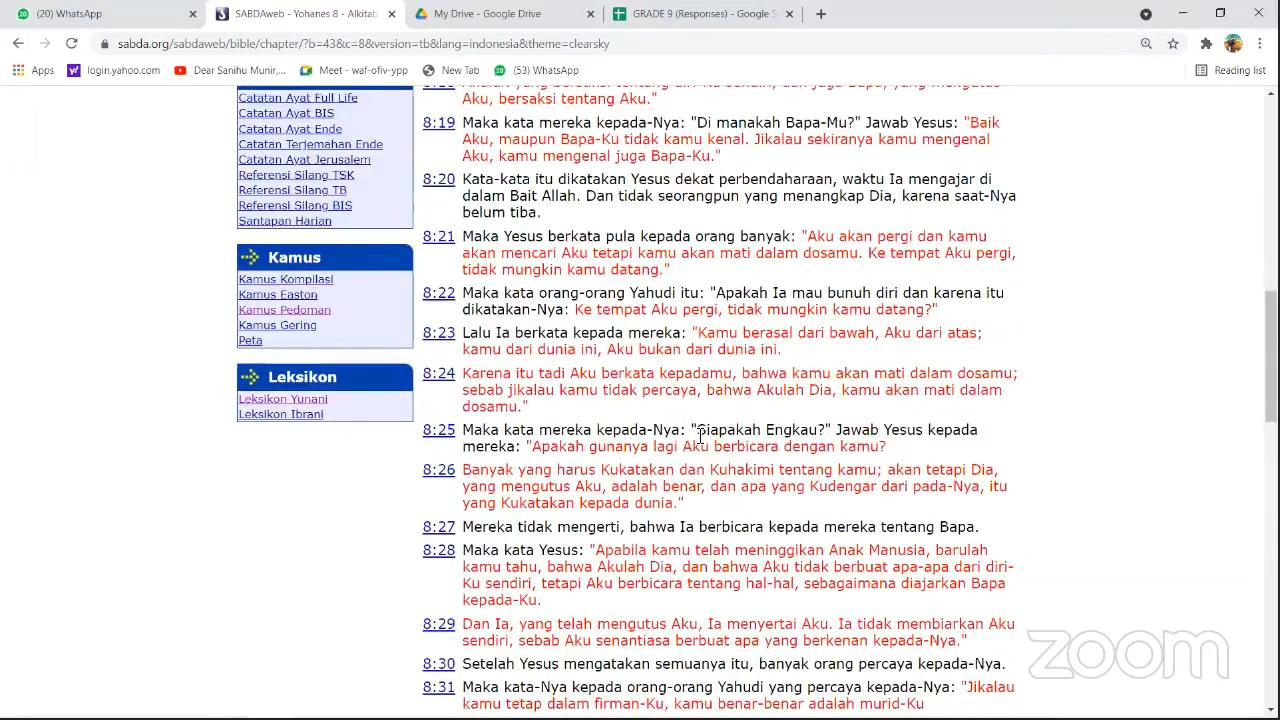 (20) WhatsApp
SABDAweb - Yohanes 8 - Alkitab
My Drive - Google Drive
GRADE 9 (Responses) - Google S
sabda.org/sabdaweb/bible/chapter/?b=43&c=8&version=tb&lang=indonesia&theme=clearsky
Apps
login.yahoo.com
Dear Sanihu Munir,...
Meet - waf-ofiv-ypp
New Tab
(53) WhatsApp
Reading list
Catatan Ayat Full Life
Catatan Ayat BIS
Catatan Ayat Ende
Catatan Terjemahan Ende
Catatan Ayat Jerusalem
Referensi Silang TSK
Referensi Silang TB
Referensi Silang BIS
Santapan Harian
Kamus
Kamus Kompilasi
Kamus Easton
Kamus Pedoman
Kamus Gering
Peta
Leksikon
Leksikon Yunani
Leksikon Ibrani
Aku, bersaksi tentang Aku."
8:19 Maka kata mereka kepada-Nya: "Di manakah Bapa-Mu?" Jawab Yesus: "Baik
Aku, maupun Bapa-Ku tidak kamu kenal. Jikalau sekiranya kamu mengenal
Aku, kamu mengenal juga Bapa-Ku."
8:20 Kata-kata itu dikatakan Yesus dekat perbendaharaan, waktu Ia mengajar di
dalam Bait Allah. Dan tidak seorangpun yang menangkap Dia, karena saat-Nya
belum tiba.
8:21 Maka Yesus berkata pula kepada orang banyak: "Aku akan pergi dan kamu
akan mencari Aku tetapi kamu akan mati dalam dosamu. Ke tempat Aku pergi,
tidak mungkin kamu datang."
8:22 Maka kata orang-orang Yahudi itu: "Apakah Ia mau bunuh diri dan karena itu
dikatakan-Nya: Ke tempat Aku pergi, tidak mungkin kamu datang?"
8:23 Lalu Ia berkata kepada mereka: "Kamu berasal dari bawah, Aku dari atas;
kamu dari dunia ini, Aku bukan dari dunia ini.
8:24 Karena itu tadi Aku berkata kepadamu, bahwa kamu akan mati dalam dosamu;
sebab jikalau kamu tidak percaya, bahwa Akulah Dia, kamu akan mati dalam
dosamu."
8:25 Maka kata mereka kepada-Nya: "Siapakah Engkau?" Jawab Yesus kepada
mereka: "Apakah gunanya lagi Aku berbicara dengan kamu?
8:26 Banyak yang harus Kukatakan dan Kuhakimi tentang kamu; akan tetapi Dia,
yang mengutus Aku, adalah benar, dan apa yang Kudengar dari pada-Nya, itu
yang Kukatakan kepada dunia."
8:27 Mereka tidak mengerti, bahwa Ia berbicara kepada mereka tentang Bapa.
8:28 Maka kata Yesus: "Apabila kamu telah meninggikan Anak Manusia, barulah
kamu tahu, bahwa Akulah Dia, dan bahwa Aku tidak berbuat apa-apa dari diri-
Ku sendiri, tetapi Aku berbicara tentang hal-hal, sebagaimana diajarkan Bapa
kepada-Ku.
8:29 Dan Ia, yang telah mengutus Aku, Ia menyertai Aku. Ia tidak membiarkan Aku
sendiri, sebab Aku senantiasa berbuat apa yang berkenan kepada-Nya."
8:30 Setelah Yesus mengatakan semuanya itu, banyak orang percaya kepada-Nya.
8:31 Maka kata-Nya kepada orang-orang Yahudi yang percaya kepada-Nya: "Jikalau
kamu tetap dalam firman-Ku, kamu benar-benar adalah murid-Ku
zoom